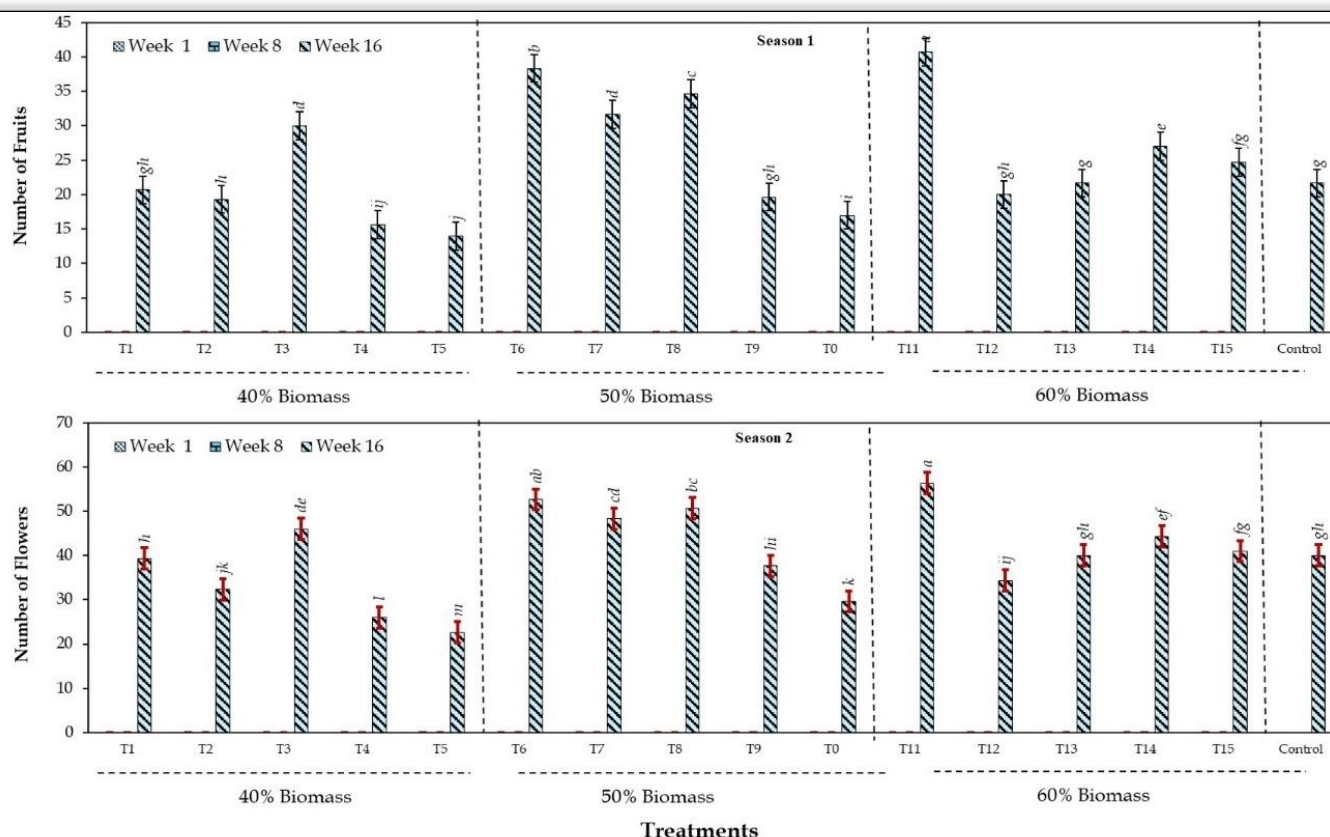 45
40
35
30
25
20
15
10
5
0
Number of Fruits
Week 1 Week 8 Week 16
Season 1
gh h d ij j b d c gh i gh g e fg g
T1 T2 T3 T4 T5 T6 T7 T8 T9 T0 T11 T12 T13 T14 T15 Control
40% Biomass 50% Biomass 60% Biomass
70
60
50
40
30
20
10
0
Number of Flowers
Week 1 Week 8 Week 16
Season 2
h jk de l m ab cd bc hi k a ij gh ef fg gh
T1 T2 T3 T4 T5 T6 T7 T8 T9 T0 T11 T12 T13 T14 T15 Control
40% Biomass 50% Biomass 60% Biomass
Treatments